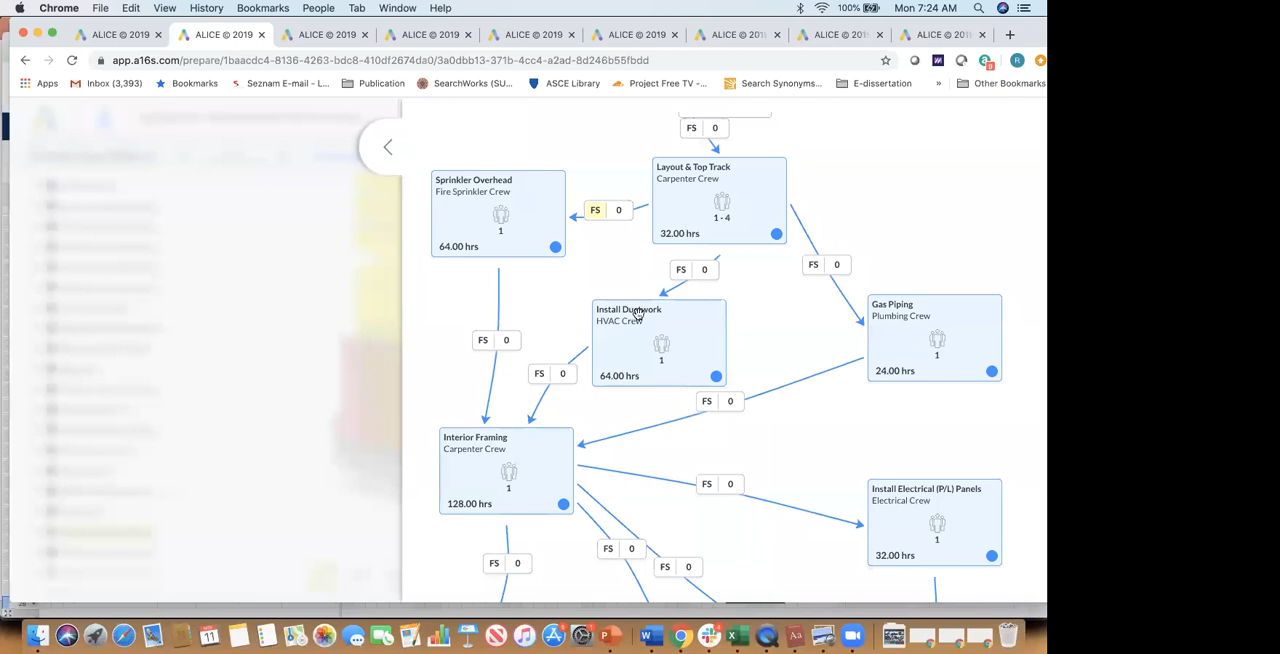 Chrome File Edit View History Bookmarks People Tab Window Help 100% Mon 7:24 AM
ALICE © 2019 ALICE © 2019 ALICE © 2019 ALICE © 2019 ALICE © 2019 ALICE © 2019 ALICE © 201 ALICE © 201 ALICE © 201
app.a16s.com/prepare/1baacdc4-8136-4263-bdc8-410df2674da0/3a0dbb13-371b-4cc4-a2ad-8d246b55fbdd
Apps Inbox (3,393) Bookmarks Seznam E-mail - L... Publication SearchWorks (SU... ASCE Library Project Free TV -... Search Synonyms... E-dissertation » Other Bookmarks
FS 0
Layout & Top Track
Carpenter Crew
1 - 4
32.00 hrs
Sprinkler Overhead
Fire Sprinkler Crew
1
64.00 hrs
FS 0
FS 0
FS 0
Install Ductwork
HVAC Crew
1
64.00 hrs
Gas Piping
Plumbing Crew
1
24.00 hrs
FS 0
FS 0
FS 0
Interior Framing
Carpenter Crew
1
128.00 hrs
FS 0
Install Electrical (P/L) Panels
Electrical Crew
1
32.00 hrs
FS 0
FS 0
FS 0